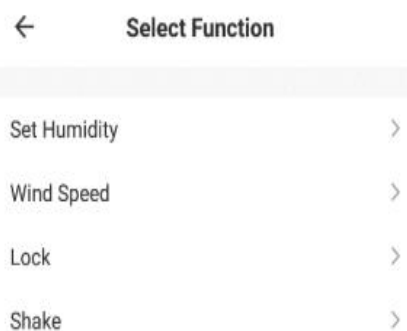 Select Function
Set Humidity
Wind Speed
Lock
Shake